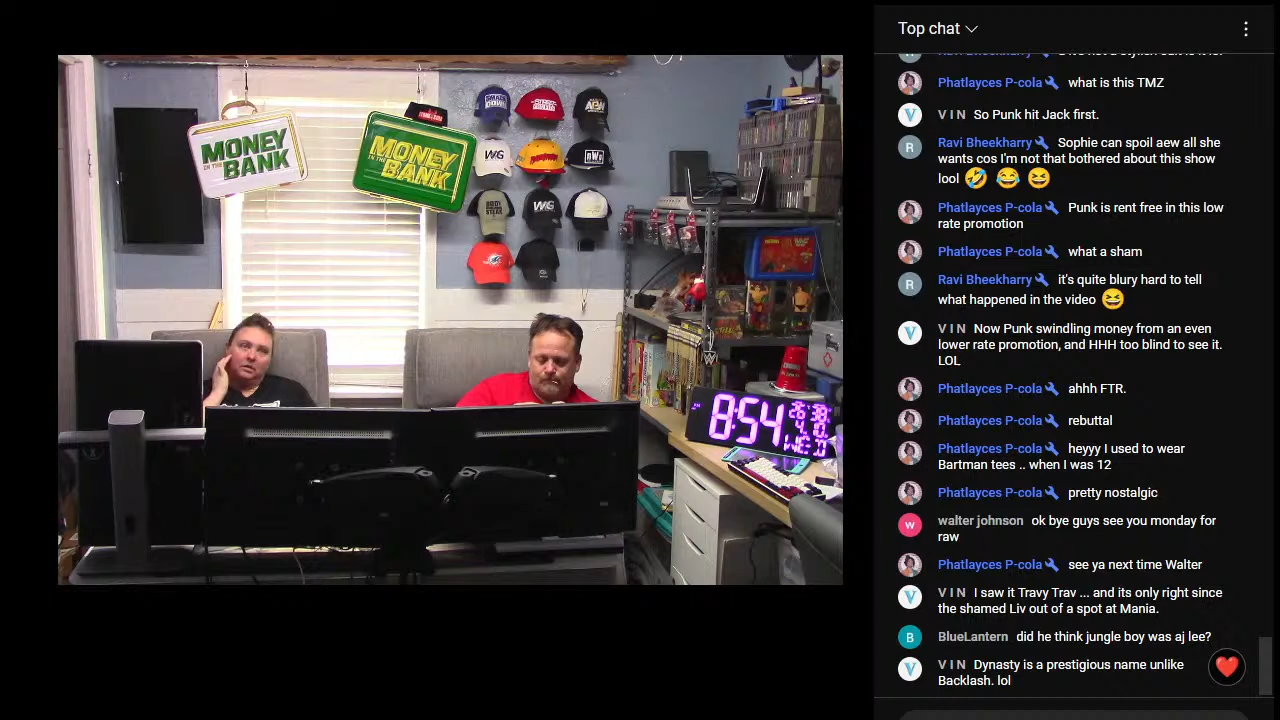 MONEY
IN THE
BANK
MONEY
IN THE
BANK
WG
nWo
W&G
8:54
26 38
WED
Top chat
R
Phatlayces P-cola what is this TMZ
V I N So Punk hit Jack first.
R
Ravi Bheekharry Sophie can spoil aew all she
wants cos I'm not that bothered about this show
lool 🤣 😂 😆
Phatlayces P-cola Punk is rent free in this low
rate promotion
Phatlayces P-cola what a sham
R
Ravi Bheekharry it's quite blury hard to tell
what happened in the video 😆
V I N Now Punk swindling money from an even
lower rate promotion, and HHH too blind to see it.
LOL
Phatlayces P-cola ahhh FTR.
Phatlayces P-cola rebuttal
Phatlayces P-cola heyyy I used to wear
Bartman tees .. when I was 12
Phatlayces P-cola pretty nostalgic
w
walter johnson ok bye guys see you monday for
raw
Phatlayces P-cola see ya next time Walter
V I N I saw it Travy Trav ... and its only right since
the shamed Liv out of a spot at Mania.
B
BlueLantern did he think jungle boy was aj lee?
V I N Dynasty is a prestigious name unlike
Backlash. lol